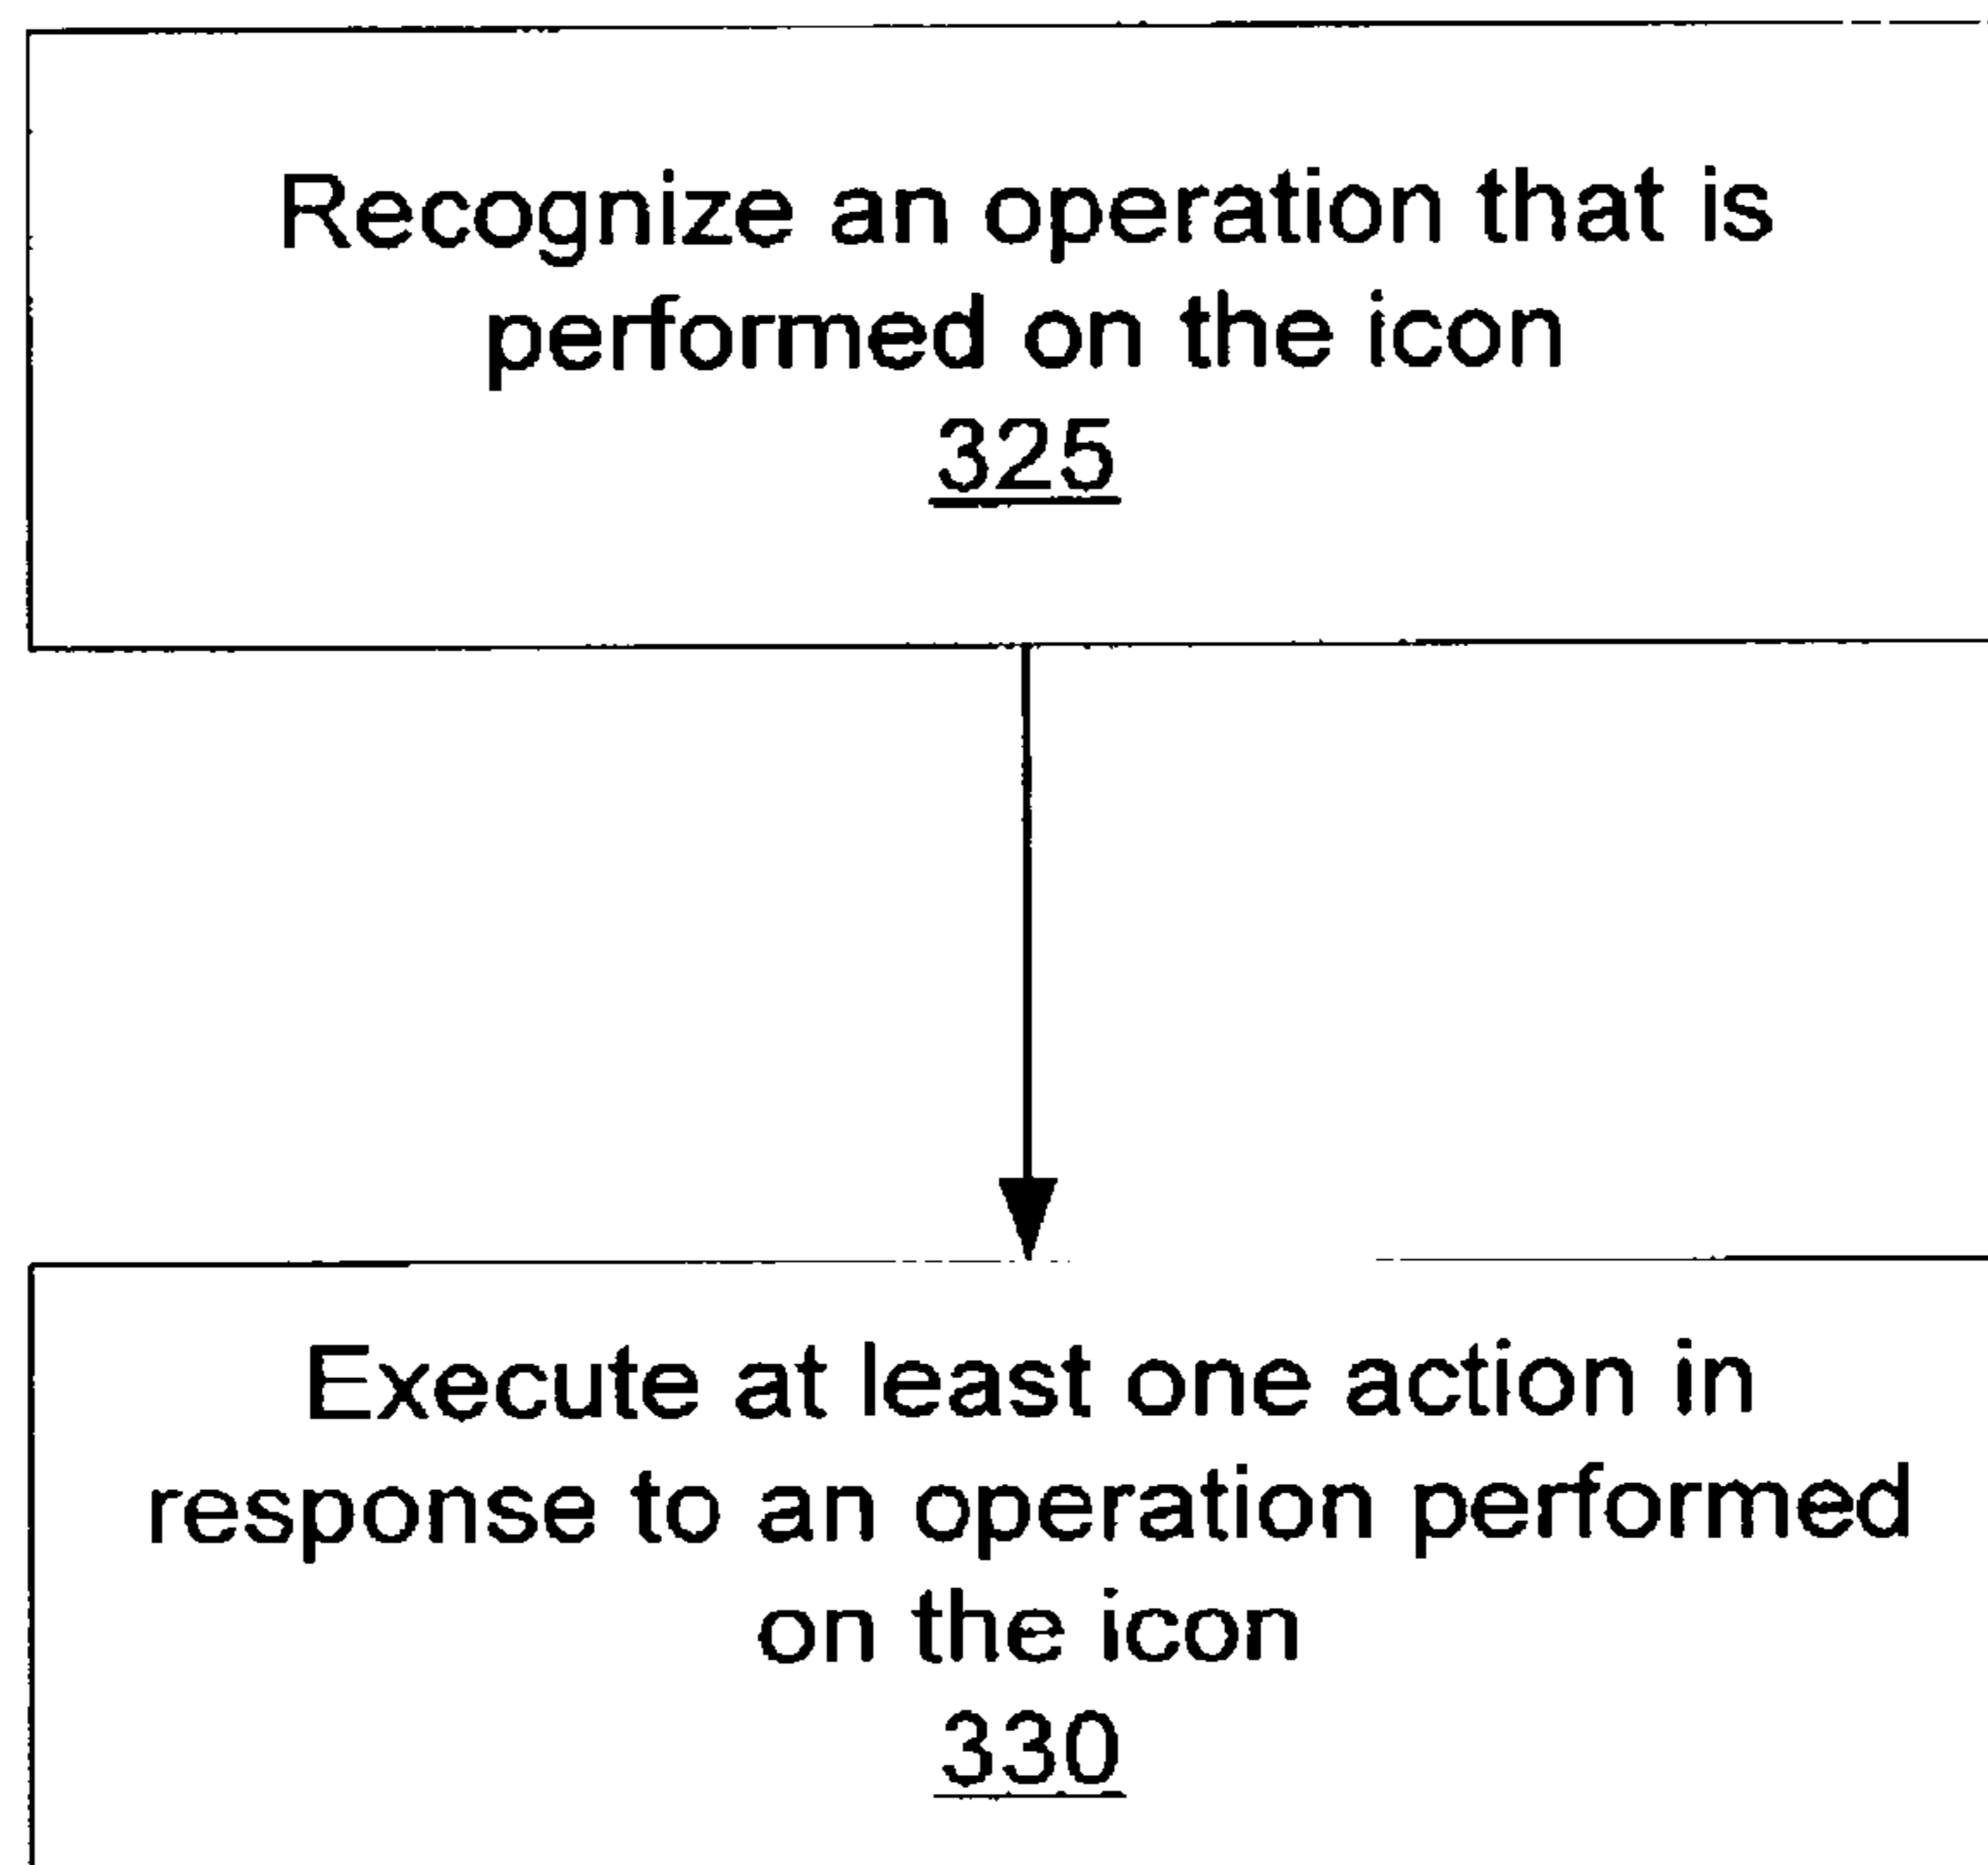 Recognize an operation that is
performed on the icon
325
Execute at least one action in
response to an operation performed
on the icon
330